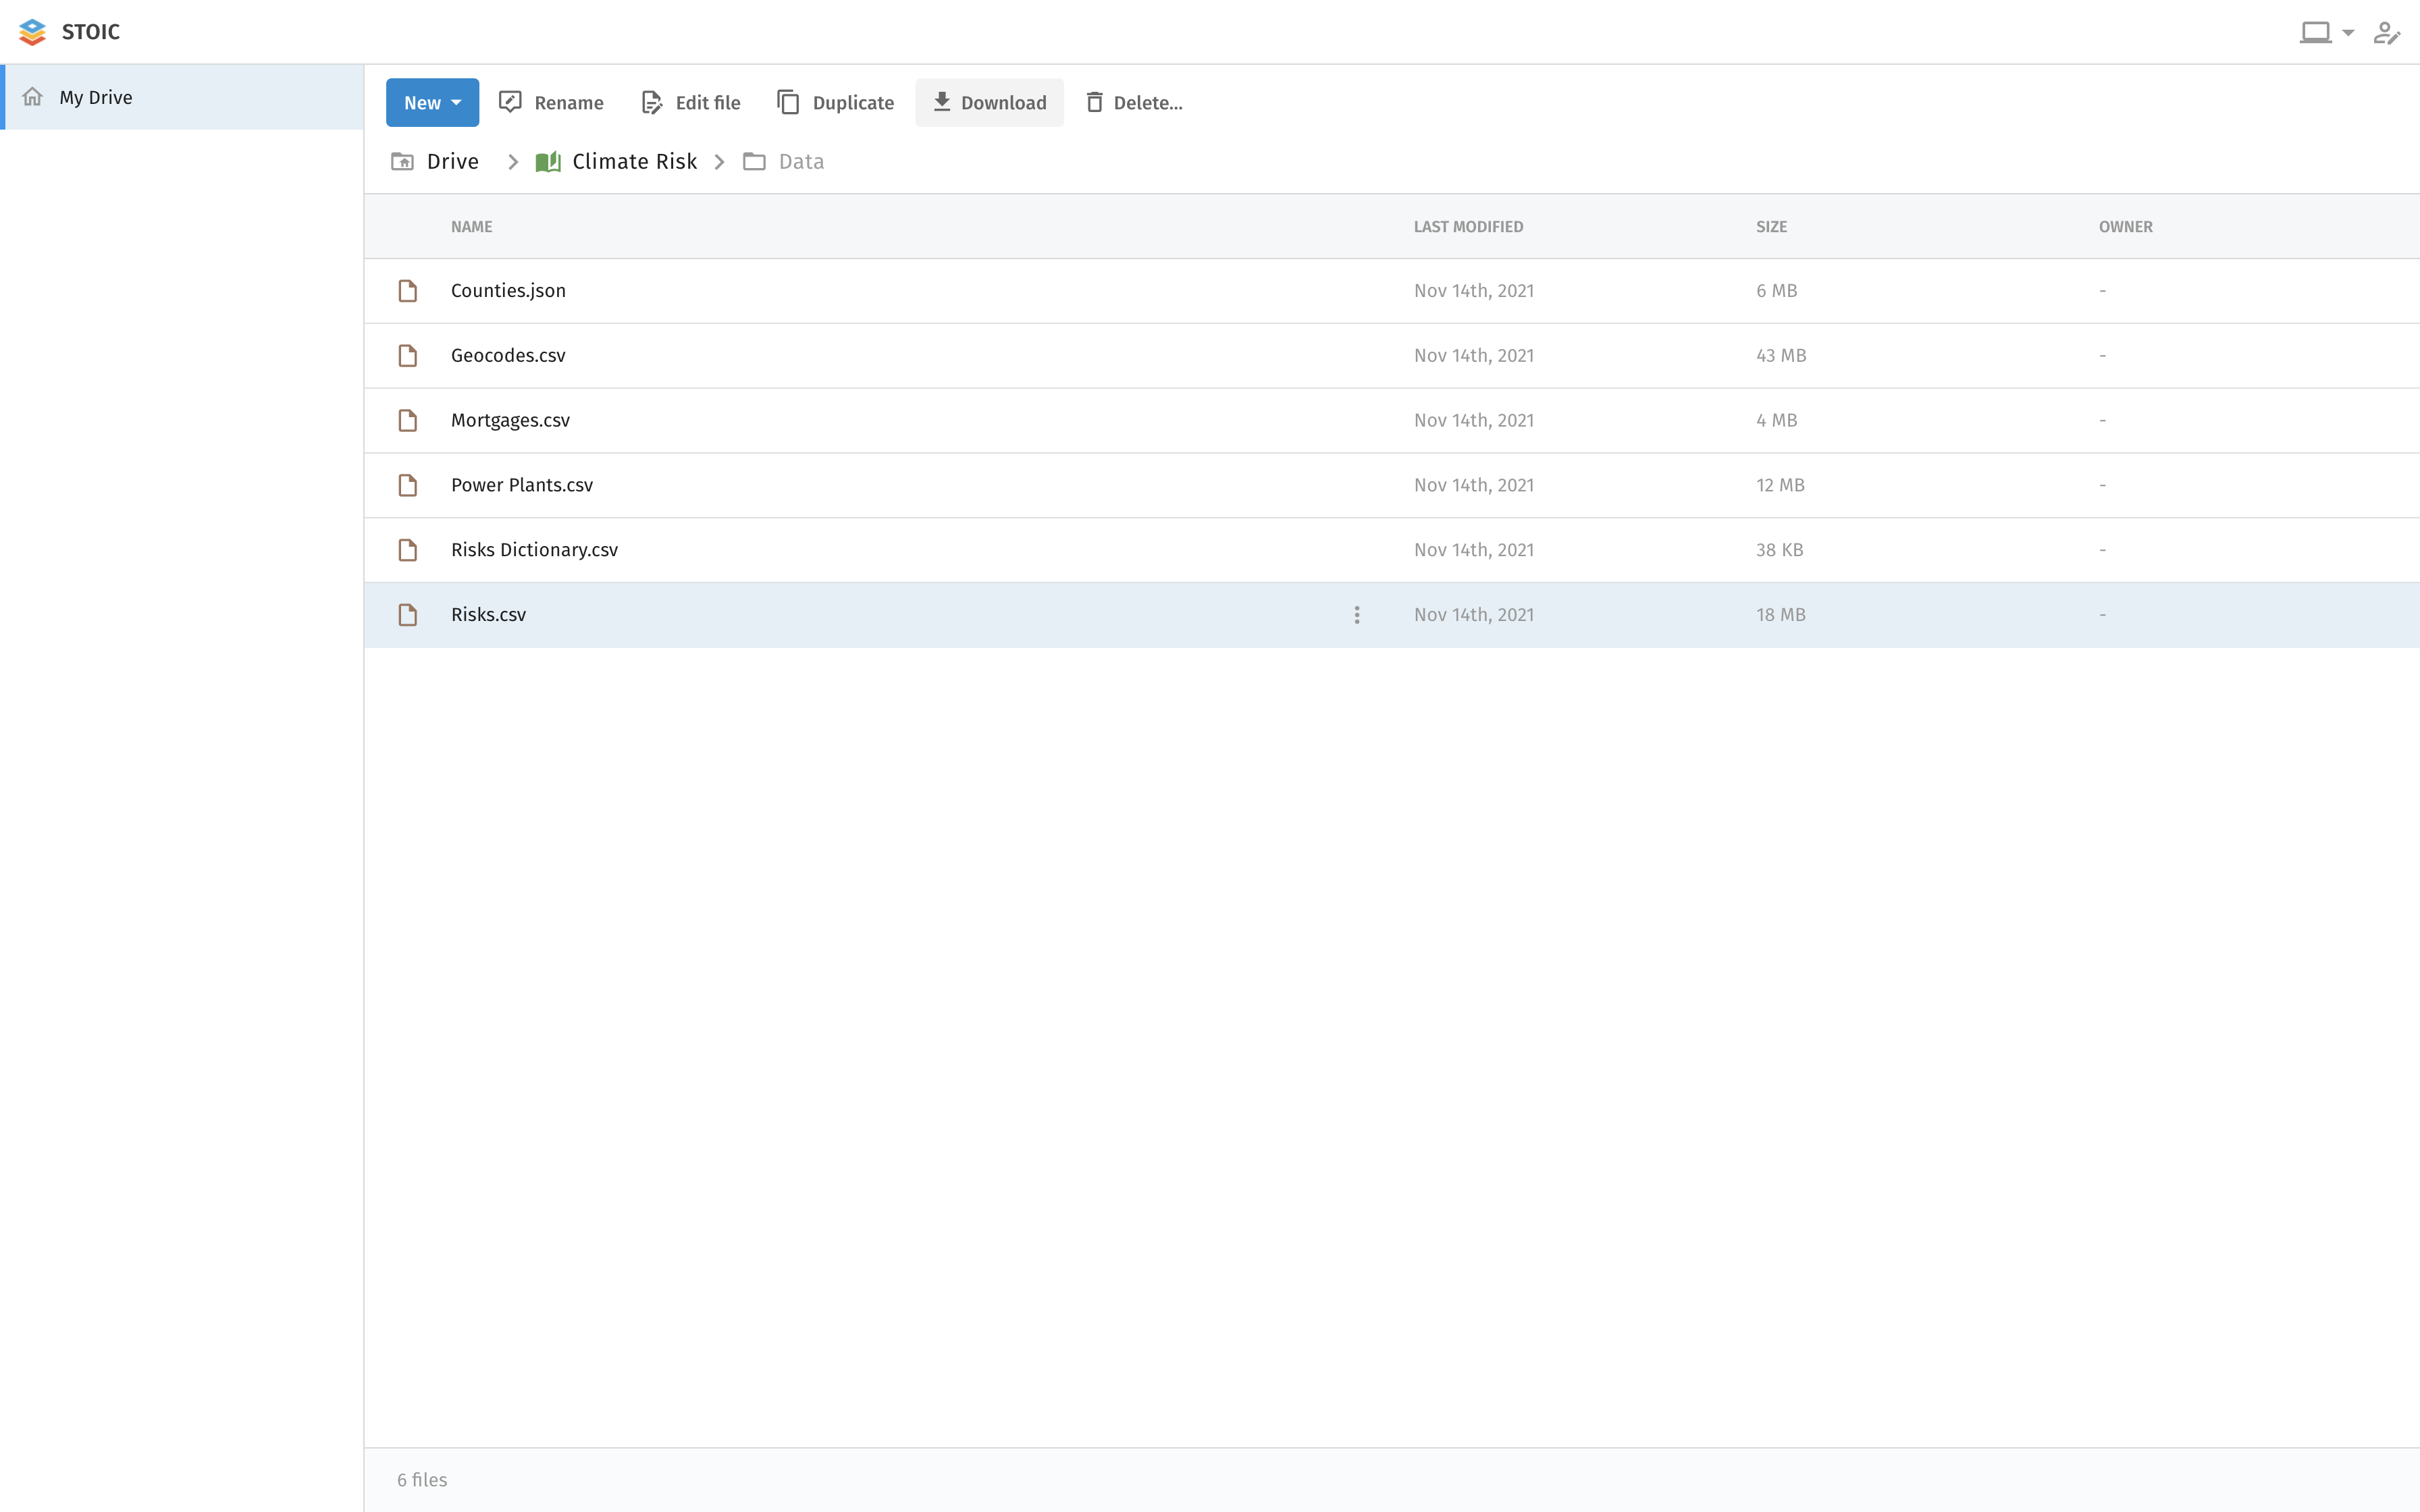 STOIC
My Drive
New Rename Edit file Duplicate Download Delete...
Drive Climate Risk Data
NAME LAST MODIFIED SIZE OWNER
Counties.json Nov 14th, 2021 6 MB -
Geocodes.csv Nov 14th, 2021 43 MB -
Mortgages.csv Nov 14th, 2021 4 MB -
Power Plants.csv Nov 14th, 2021 12 MB -
Risks Dictionary.csv Nov 14th, 2021 38 KB -
Risks.csv Nov 14th, 2021 18 MB -
6 files